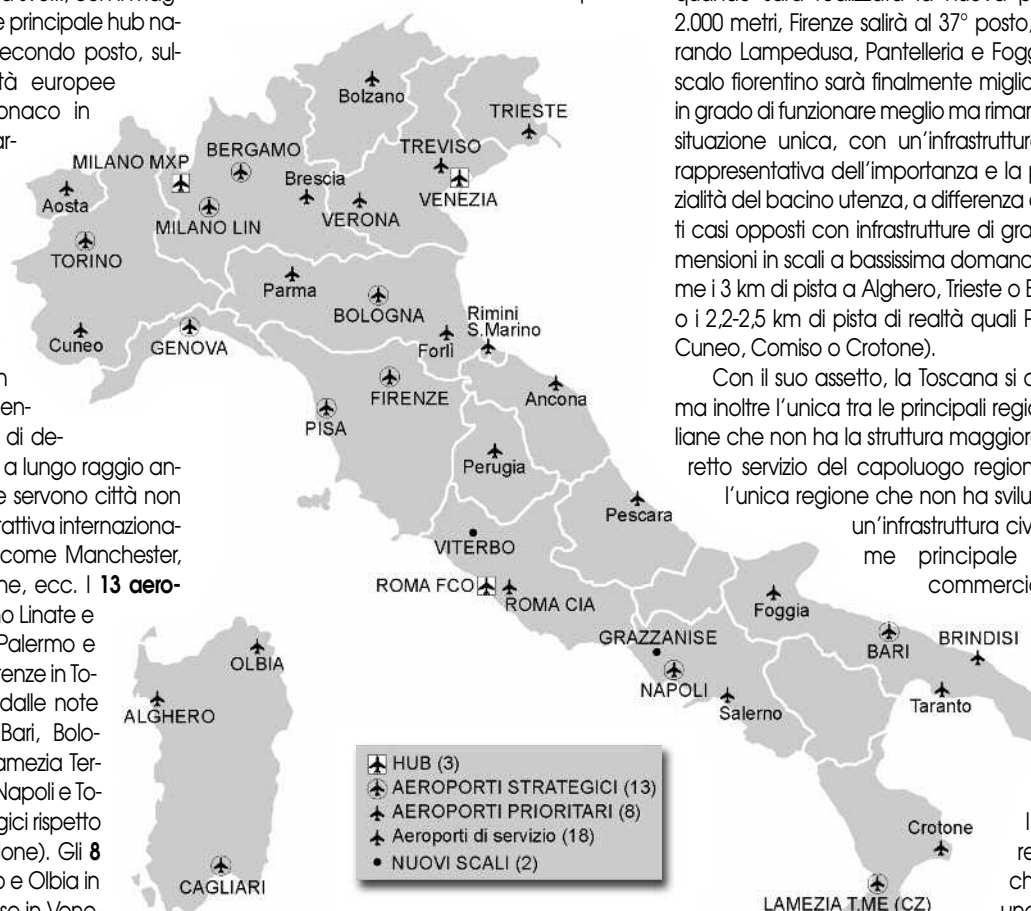 e principale hub na-
econdo posto, sul-
tà europee
onaco in
ar-
en-
di de-
a lungo raggio an-
e servono città non
rattiva internaziona-
come Manchester,
ne, ecc. I 13 aero-
no Linate e
Palermo e
renze in To-
dalle note
Bari, Bolo-
amezia Ter-
Napoli e To-
gici rispetto
ione). Gli 8
o e Olbia in
so in Vene-
2.000 metri, Firenze salirà al 37° posto,
rando Lampedusa, Pantelleria e Fogg
scalo fiorentino sarà finalmente miglio
in grado di funzionare meglio ma rimar
situazione unica, con un'infrastruttur
rappresentativa dell'importanza e la p
zialità del bacino utenza, a differenza d
ti casi opposti con infrastrutture di gra
mensioni in scali a bassissima domand
me i 3 km di pista a Alghero, Trieste o B
o i 2,2-2,5 km di pista di realtà quali P
Cuneo, Comiso o Crotone).
Con il suo assetto, la Toscana si c
ma inoltre l'unica tra le principali regio
liane che non ha la struttura maggiore
retto servizio del capoluogo region
l'unica regione che non ha svilu
un'infrastruttura civ
me principale
commerci
re
ch
Bolzano
TRIESTE
TREVISO
VENEZIA
MILANO MXP
BERGAMO
Brescia
VERONA
Aosta
MILANO LIN
TORINO
Parma
BOLOGNA
Rimini
S.Marino
Cuneo
GENOVA
Forlì
FIRENZE
Ancona
PISA
Perugia
Pescara
VITERBO
ROMA FCO
ROMA CIA
Foggia
GRAZZANISE
BARI
BRINDISI
OLBIA
NAPOLI
Salerno
Taranto
ALGHERO
CAGLIARI
Crotone
LAMEZIA T.ME (CZ)
HUB (3)
AEROPORTI STRATEGICI (13)
AEROPORTI PRIORITARI (8)
Aeroporti di servizio (18)
NUOVI SCALI (2)